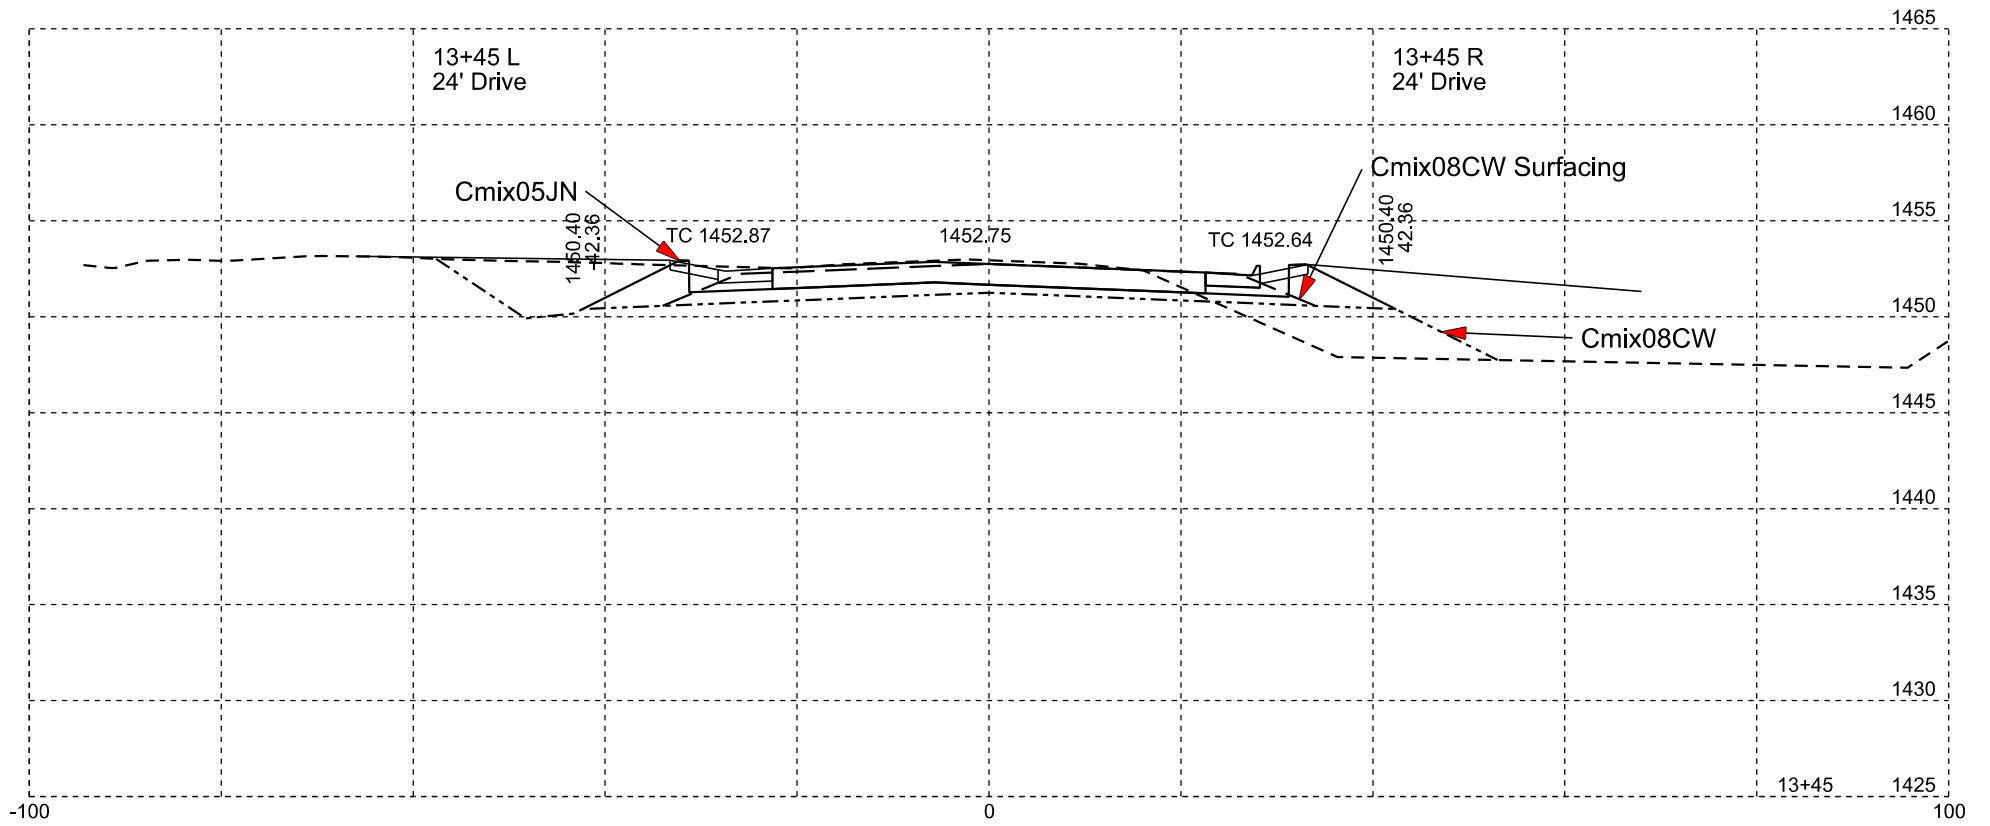 1465
13+45 L
24' Drive
13+45 R
24' Drive
1460
Cmix08CW Surfacing
Cmix05JN
1455
1450.40
-42.36
TC 1452.87
1452.75
TC 1452.64
1450.40
42.36
1450
Cmix08CW
1445
1440
1435
1430
13+45
1425
-100
0
100